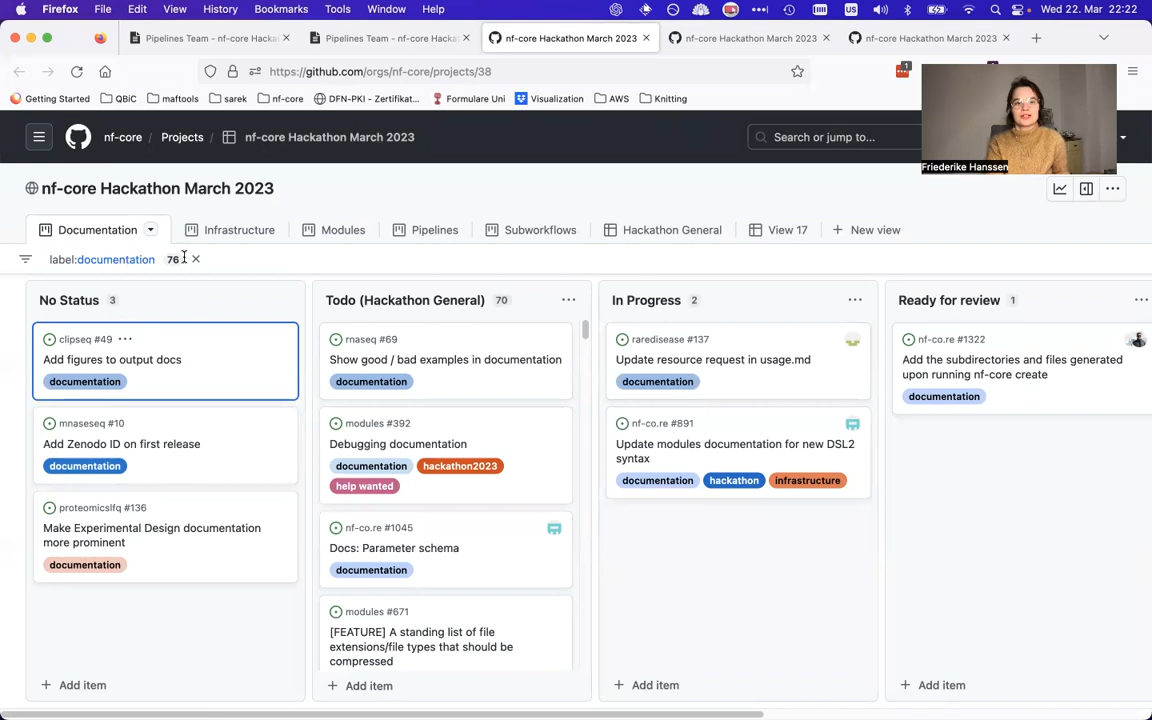 Firefox File Edit View History Bookmarks Tools Window Help US Wed 22. Mar 22:22
Pipelines Team - nf-core Hacka
Pipelines Team - nf-core Hackat
nf-core Hackathon March 2023
nf-core Hackathon March 2023
nf-core Hackathon March 2023
https://github.com/orgs/nf-core/projects/38
1
Getting Started QBiC maftools sarek nf-core DFN-PKI - Zertifikat... Formulare Uni Visualization AWS Knitting
nf-core / Projects / nf-core Hackathon March 2023
Search or jump to...
Friederike Hanssen
nf-core Hackathon March 2023
Documentation Infrastructure Modules Pipelines Subworkflows Hackathon General View 17 New view
label:documentation 76
No Status 3
clipseq #49
Add figures to output docs
documentation
mnaseseq #10
Add Zenodo ID on first release
documentation
proteomicslfq #136
Make Experimental Design documentation
more prominent
documentation
Add item
Todo (Hackathon General) 70
rnaseq #69
Show good / bad examples in documentation
documentation
modules #392
Debugging documentation
documentation hackathon2023
help wanted
nf-co.re #1045
Docs: Parameter schema
documentation
modules #671
[FEATURE] A standing list of file
extensions/file types that should be
compressed
Add item
In Progress 2
raredisease #137
Update resource request in usage.md
documentation
nf-co.re #891
Update modules documentation for new DSL2
syntax
documentation hackathon infrastructure
Add item
Ready for review 1
nf-co.re #1322
Add the subdirectories and files generated
upon running nf-core create
documentation
Add item